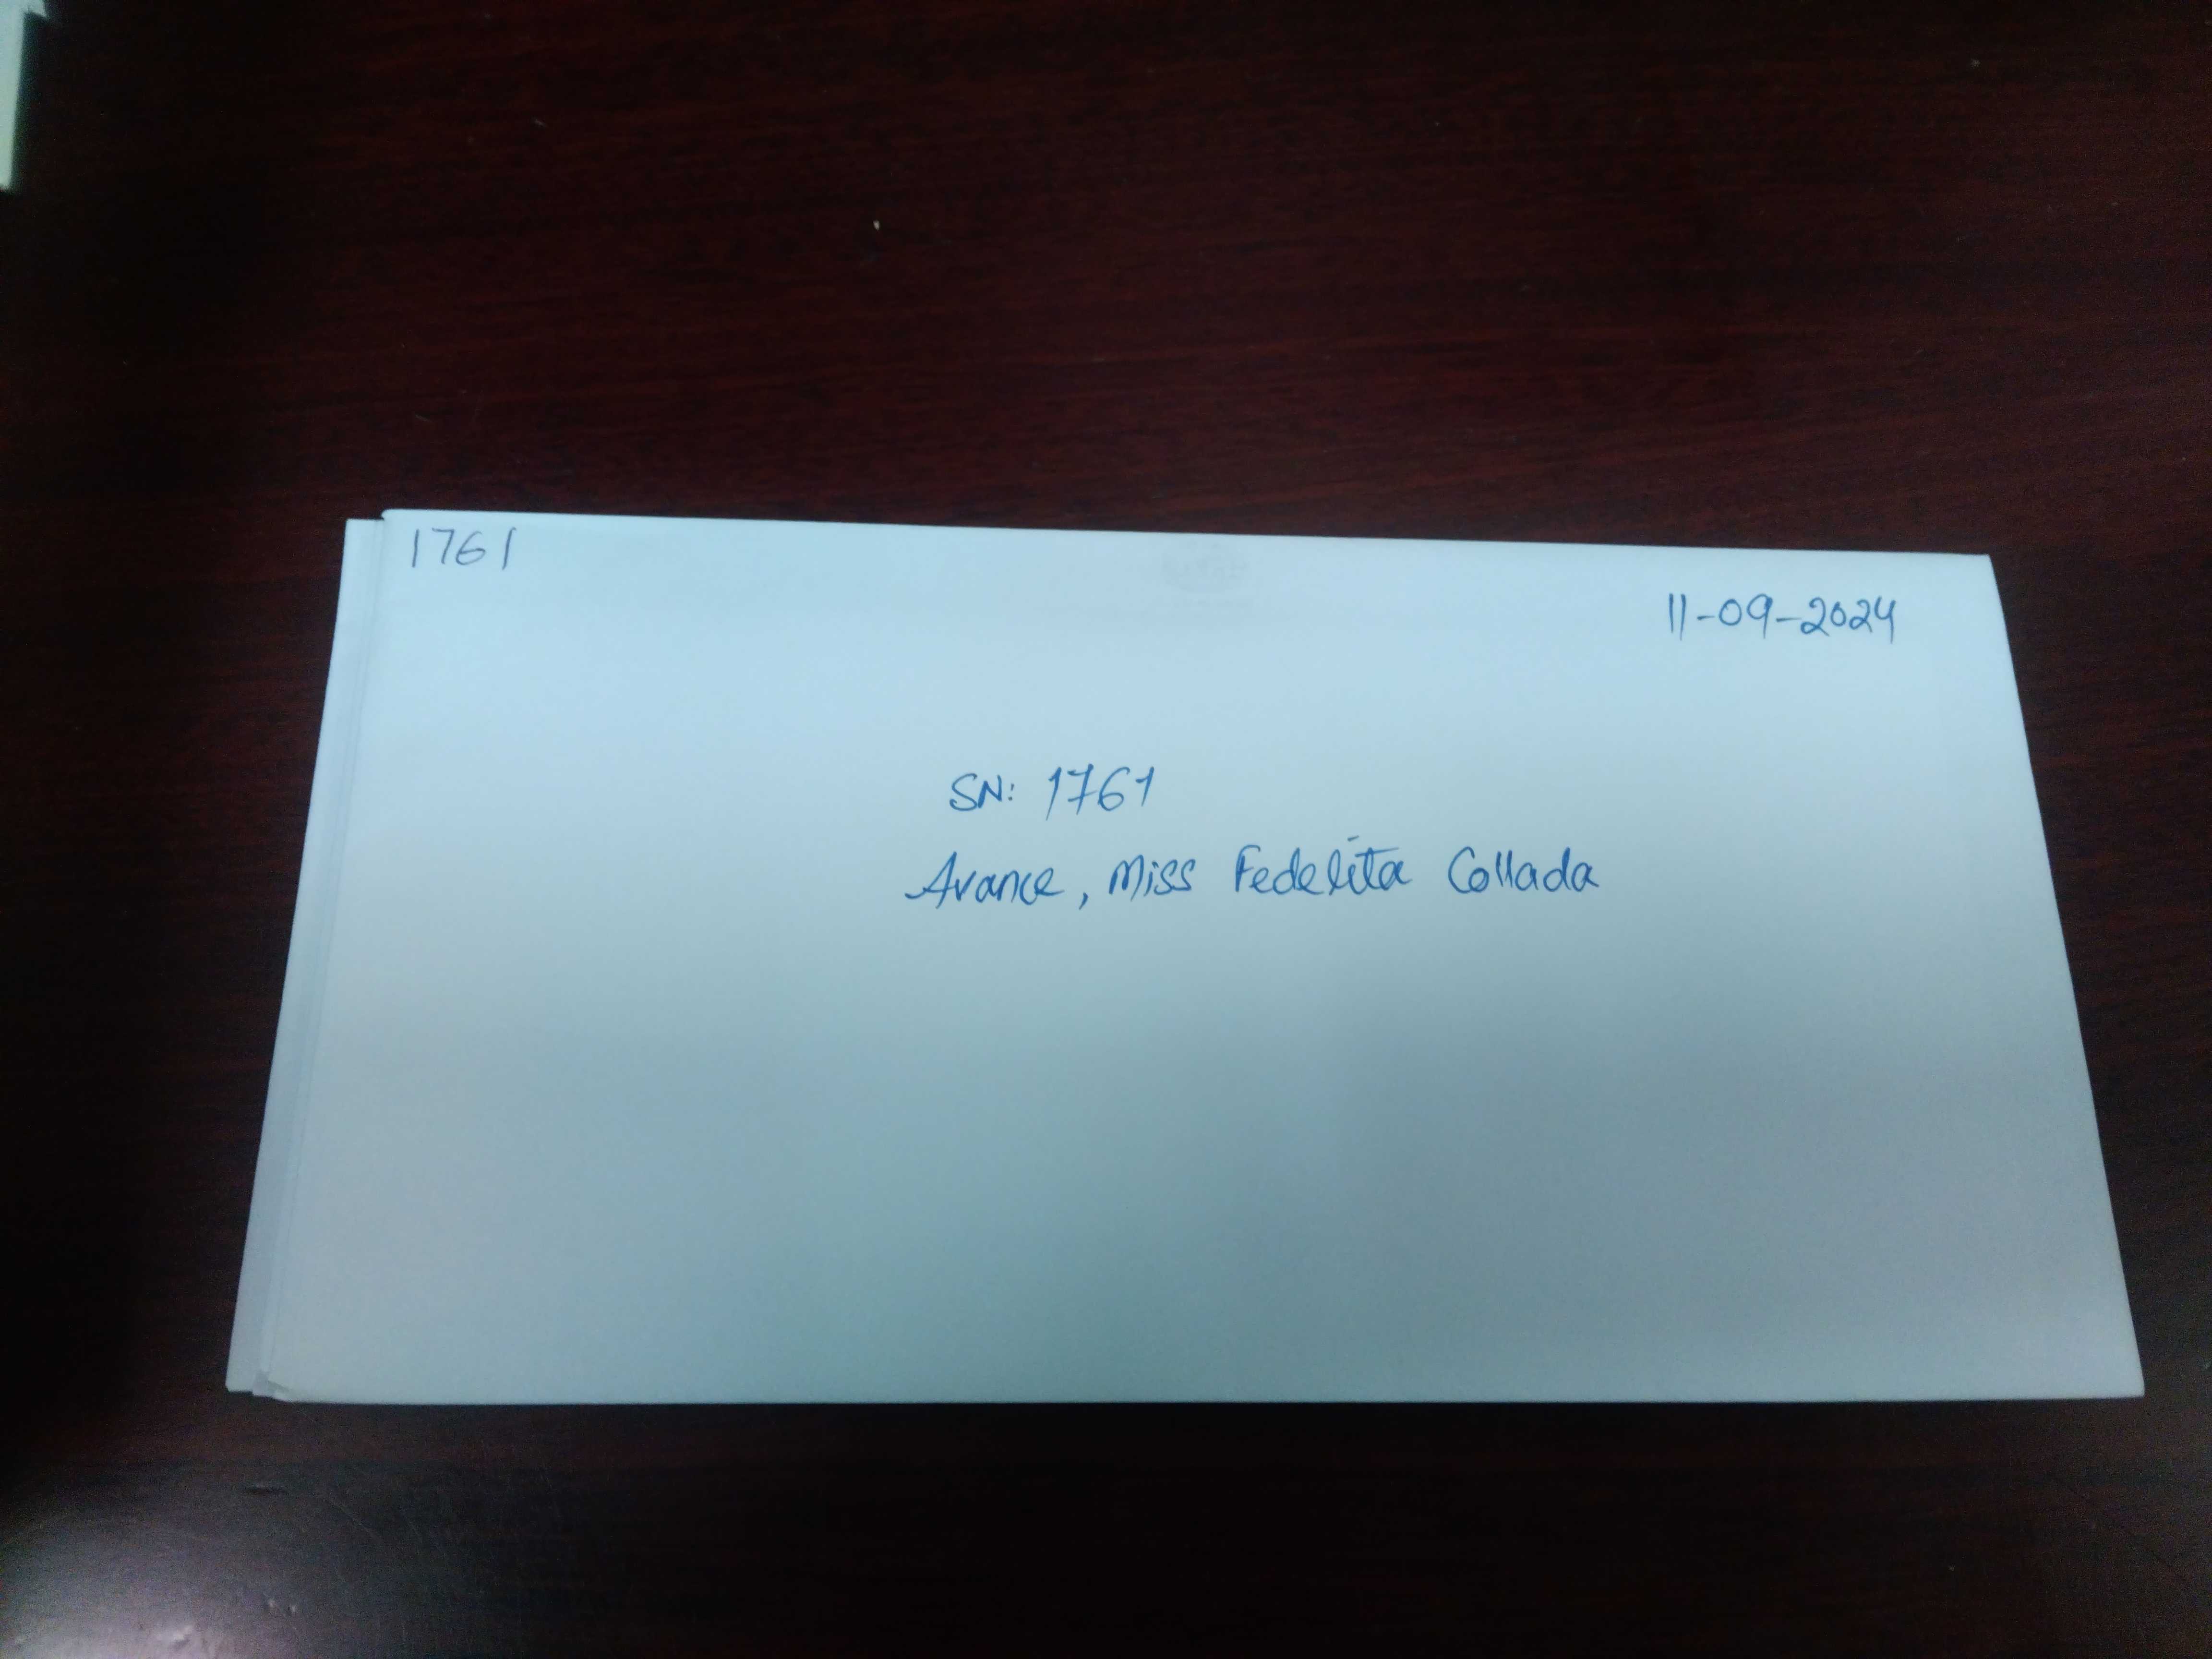 1761
11-09-2024
SN: 1761
Avance, Miss Fedelita Collada